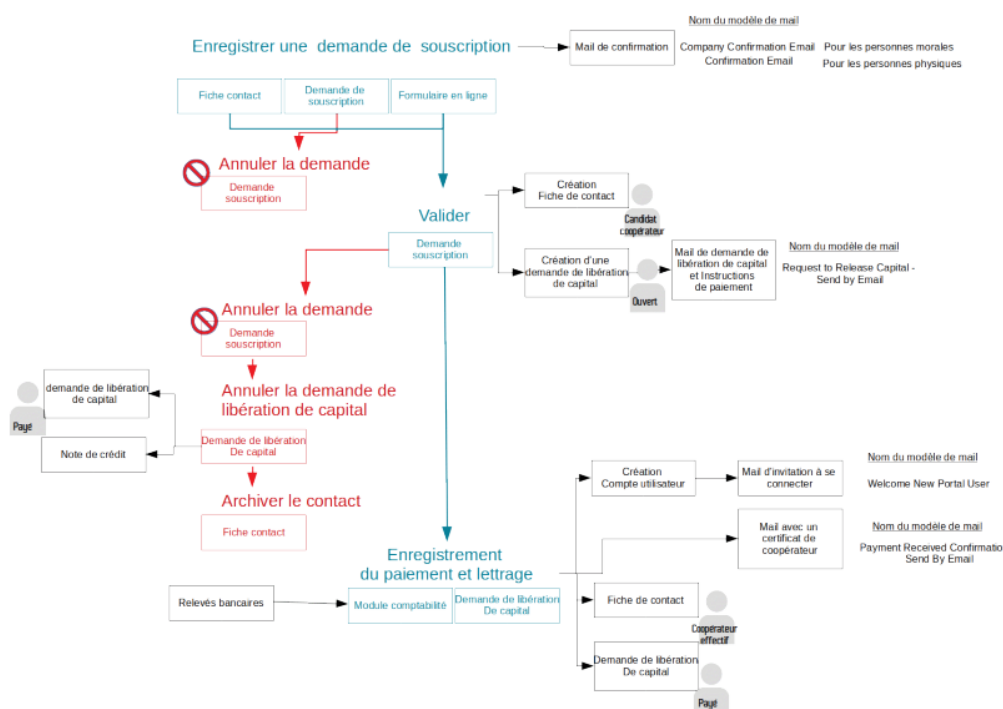 Nom du modèle de mail
Enregistrer une demande de souscription
Mail de confirmation
Company Confirmation Email
Pour les personnes morales
Confirmation Email
Pour les personnes physiques
Fiche contact
Demande de
souscription
Formulaire en ligne
Annuler la demande
Demande
souscription
Valider
Demande
souscription
Création
Fiche de contact
Candidat
coopérateur
Création d'une
demande de libération
de capital
Ouvert
Mail de demande de
libération de capital
et Instructions
de paiement
Nom du modèle de mail
Request to Release Capital -
Send by Email
Annuler la demande
Demande
souscription
Annuler la demande de
libération de capital
demande de libération
de capital
Payé
Note de crédit
Demande de libération
De capital
Archiver le contact
Fiche contact
Enregistrement
du paiement et lettrage
Relevés bancaires
Module comptabilité
Demande de libération
De capital
Création
Compte utilisateur
Mail d'invitation à se
connecter
Nom du modèle de mail
Welcome New Portal User
Mail avec un
certificat de
coopérateur
Nom du modèle de mail
Payment Received Confirmatio
Send By Email
Fiche de contact
Coopérateur
effectif
Demande de libération
De capital
Payé